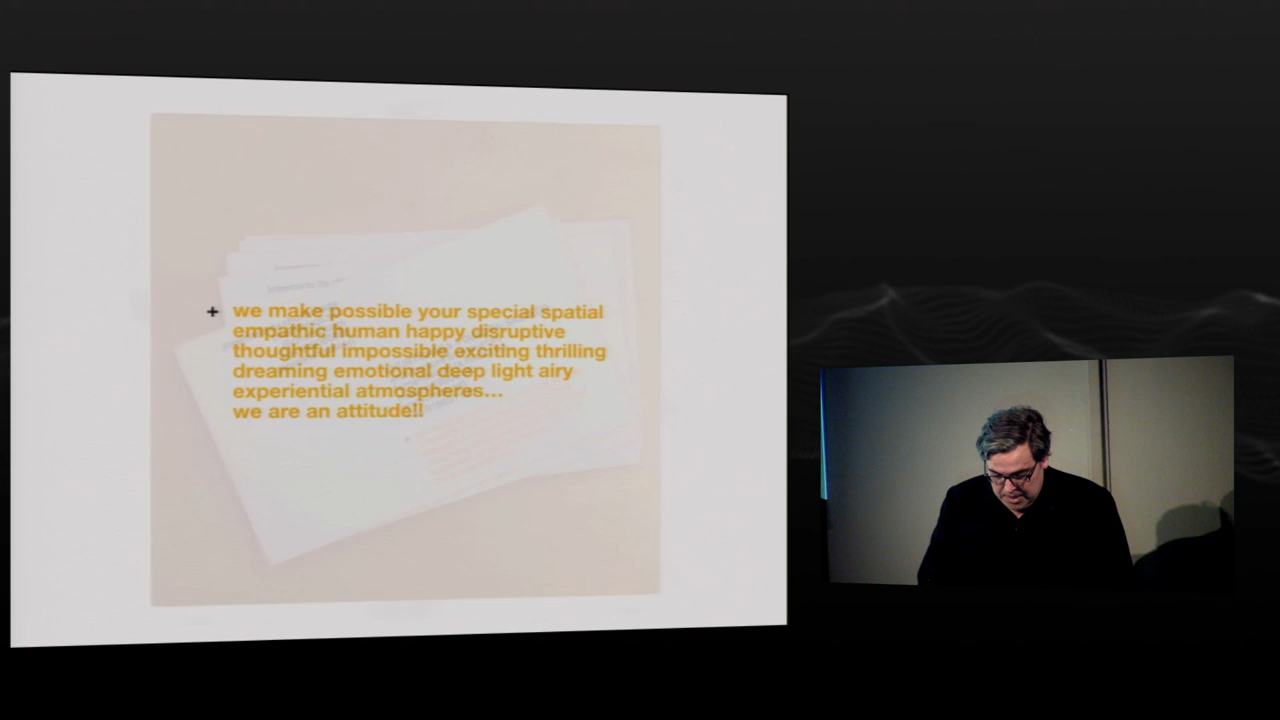 + we make possible your special spatial
empathic human happy disruptive
thoughtful impossible exciting thrilling
dreaming emotional deep light airy
experiential atmospheres...
we are an attitude!!